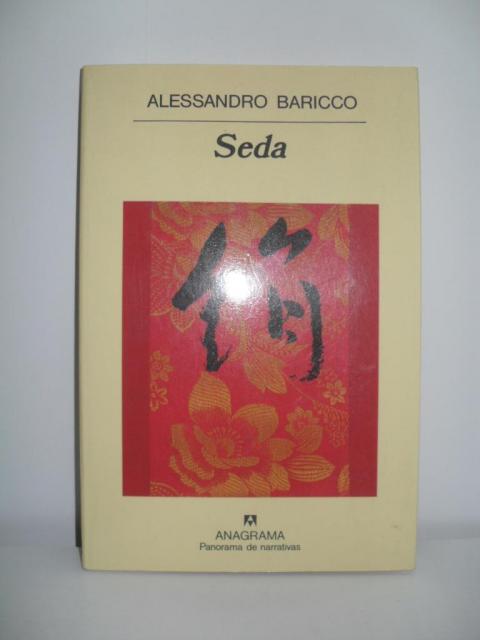 ALESSANDRO BARICCO
Seda
ANAGRAMA
Panorama de narrativas